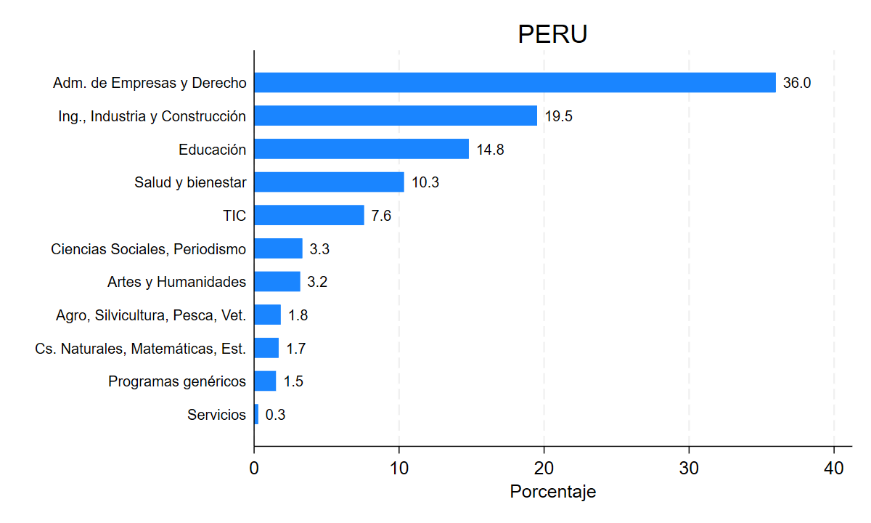 PERU
Adm. de Empresas y Derecho 36.0
Ing., Industria y Construcción 19.5
Educación 14.8
Salud y bienestar 10.3
TIC 7.6
Ciencias Sociales, Periodismo 3.3
Artes y Humanidades 3.2
Agro, Silvicultura, Pesca, Vet. 1.8
Cs. Naturales, Matemáticas, Est. 1.7
Programas genéricos 1.5
Servicios 0.3
0 10 20 30 40
Porcentaje